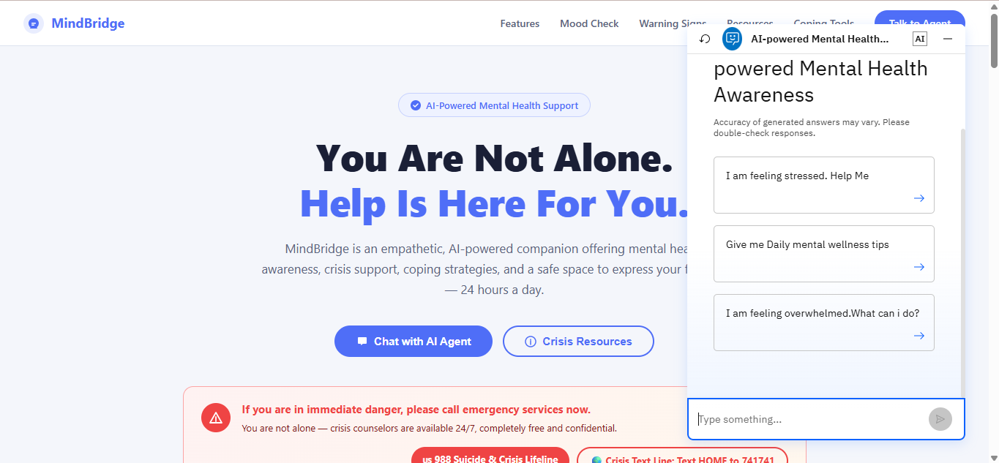 MindBridge
Features
Mood Check
Warning Signs
Resources
Coping Tools
Talk to Agent
AI-Powered Mental Health Support
You Are Not Alone.
Help Is Here For You.
MindBridge is an empathetic, AI-powered companion offering mental hea
awareness, crisis support, coping strategies, and a safe space to express your
— 24 hours a day.
Chat with AI Agent
Crisis Resources
If you are in immediate danger, please call emergency services now.
You are not alone — crisis counselors are available 24/7, completely free and confidential.
us 988 Suicide & Crisis Lifeline
Crisis Text Line: Text HOME to 741741
AI-powered Mental Health...
AI
powered Mental Health
Awareness
Accuracy of generated answers may vary. Please
double-check responses.
I am feeling stressed. Help Me
Give me Daily mental wellness tips
I am feeling overwhelmed.What can i do?
Type something...